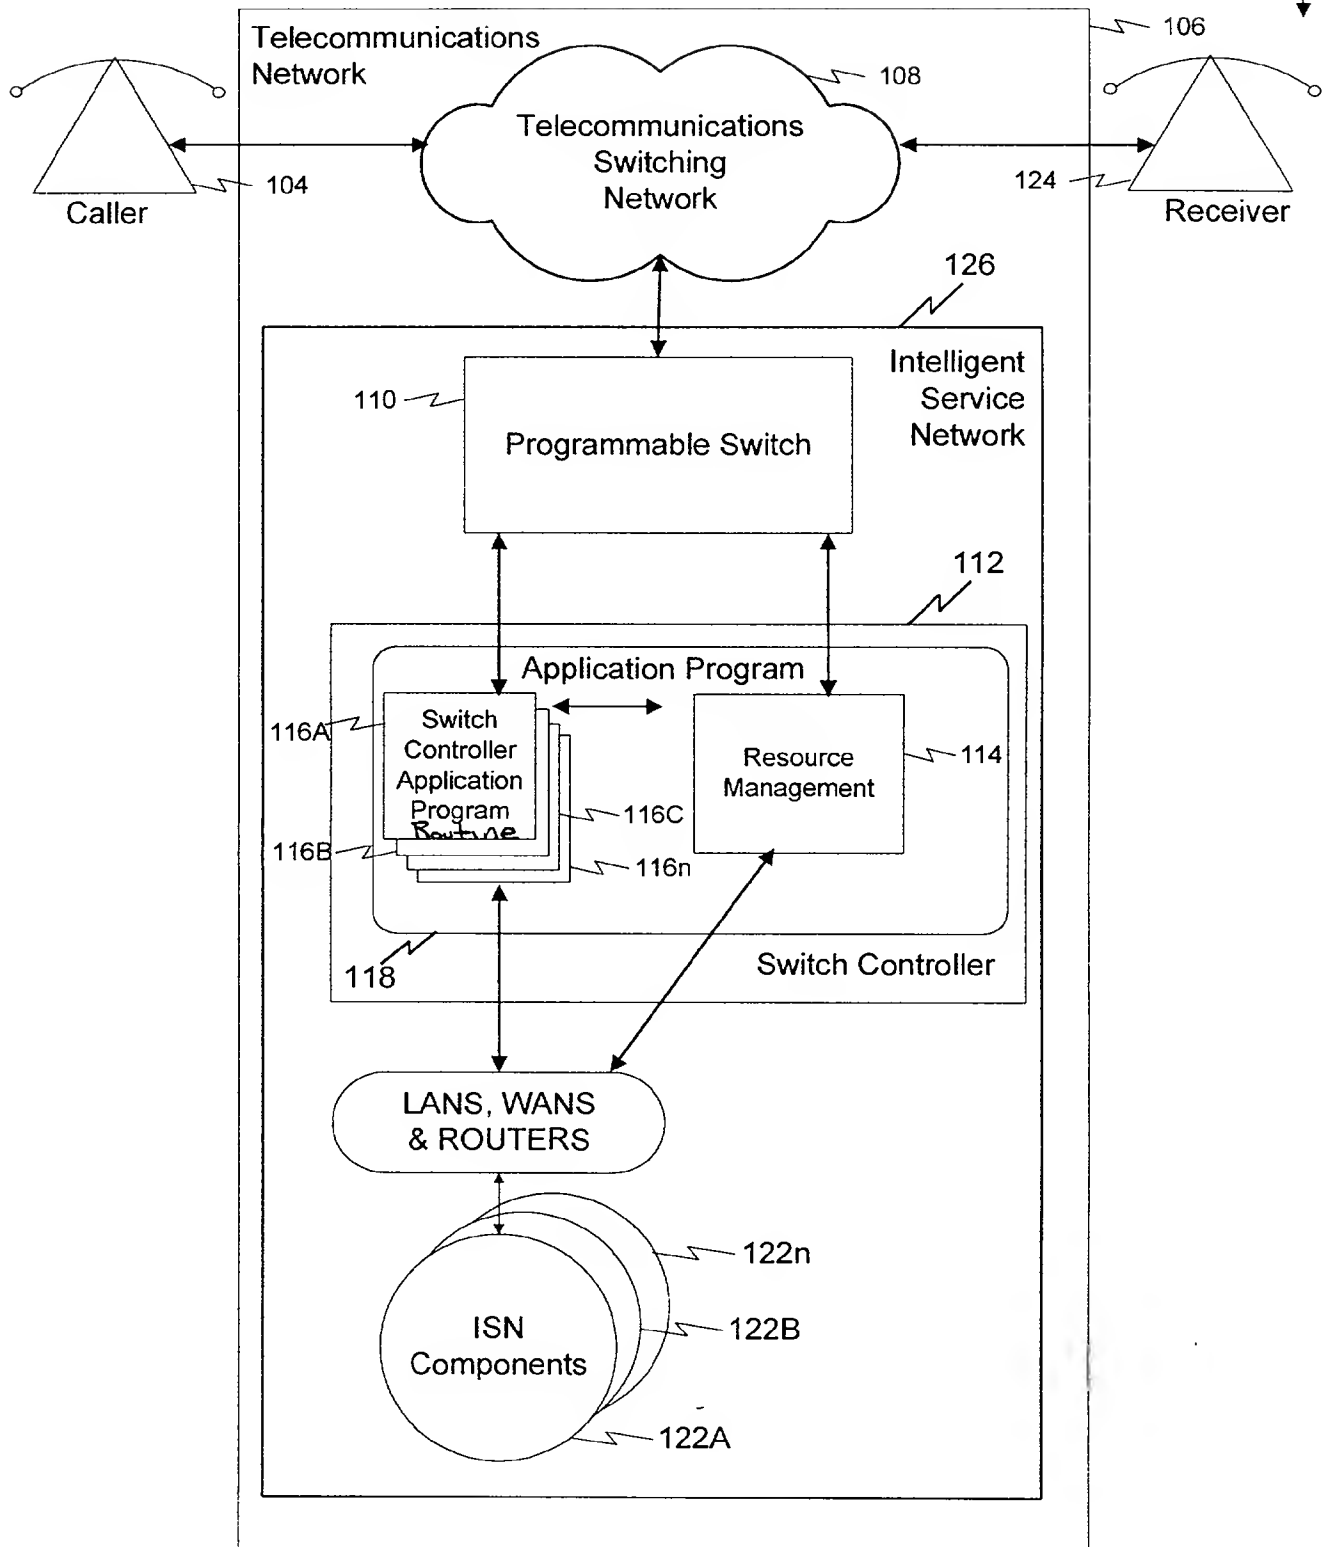 Telecommunications
Network
106
108
Telecommunications
Switching
Network
104
Caller
124
Receiver
126
Intelligent
Service
Network
110
Programmable Switch
112
Application Program
116A
Switch
Controller
Application
Program
Routine
Resource
Management
114
116B
116C
116n
118
Switch Controller
LANS, WANS
& ROUTERS
122n
ISN
Components
122B
122A